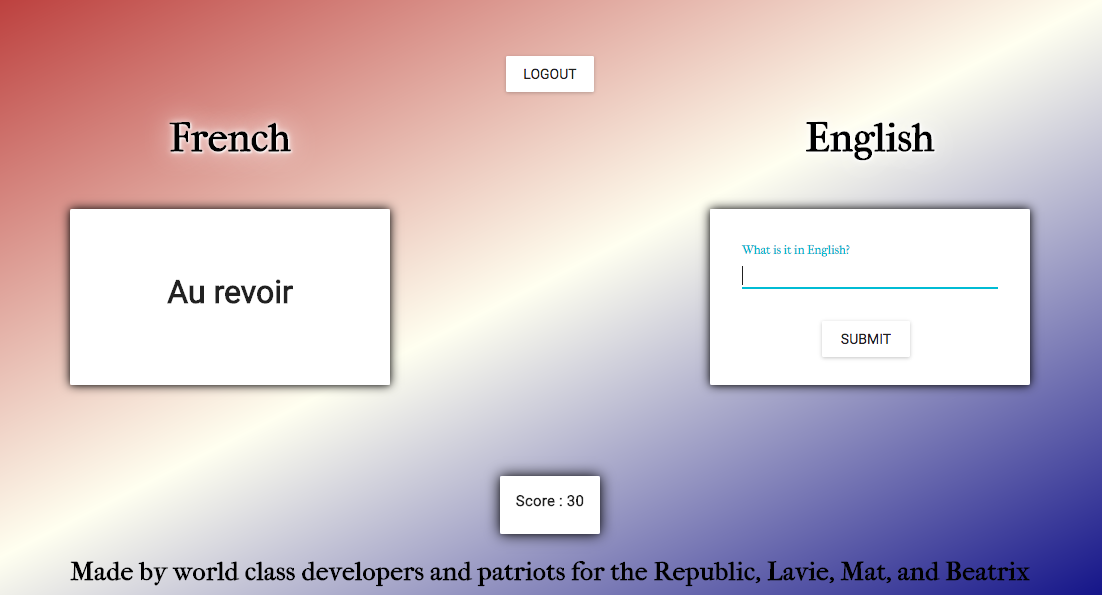 LOGOUT
French
English
Au revoir
What is it in English?
SUBMIT
Score : 30
Made by world class developers and patriots for the Republic, Lavie, Mat, and Beatrix